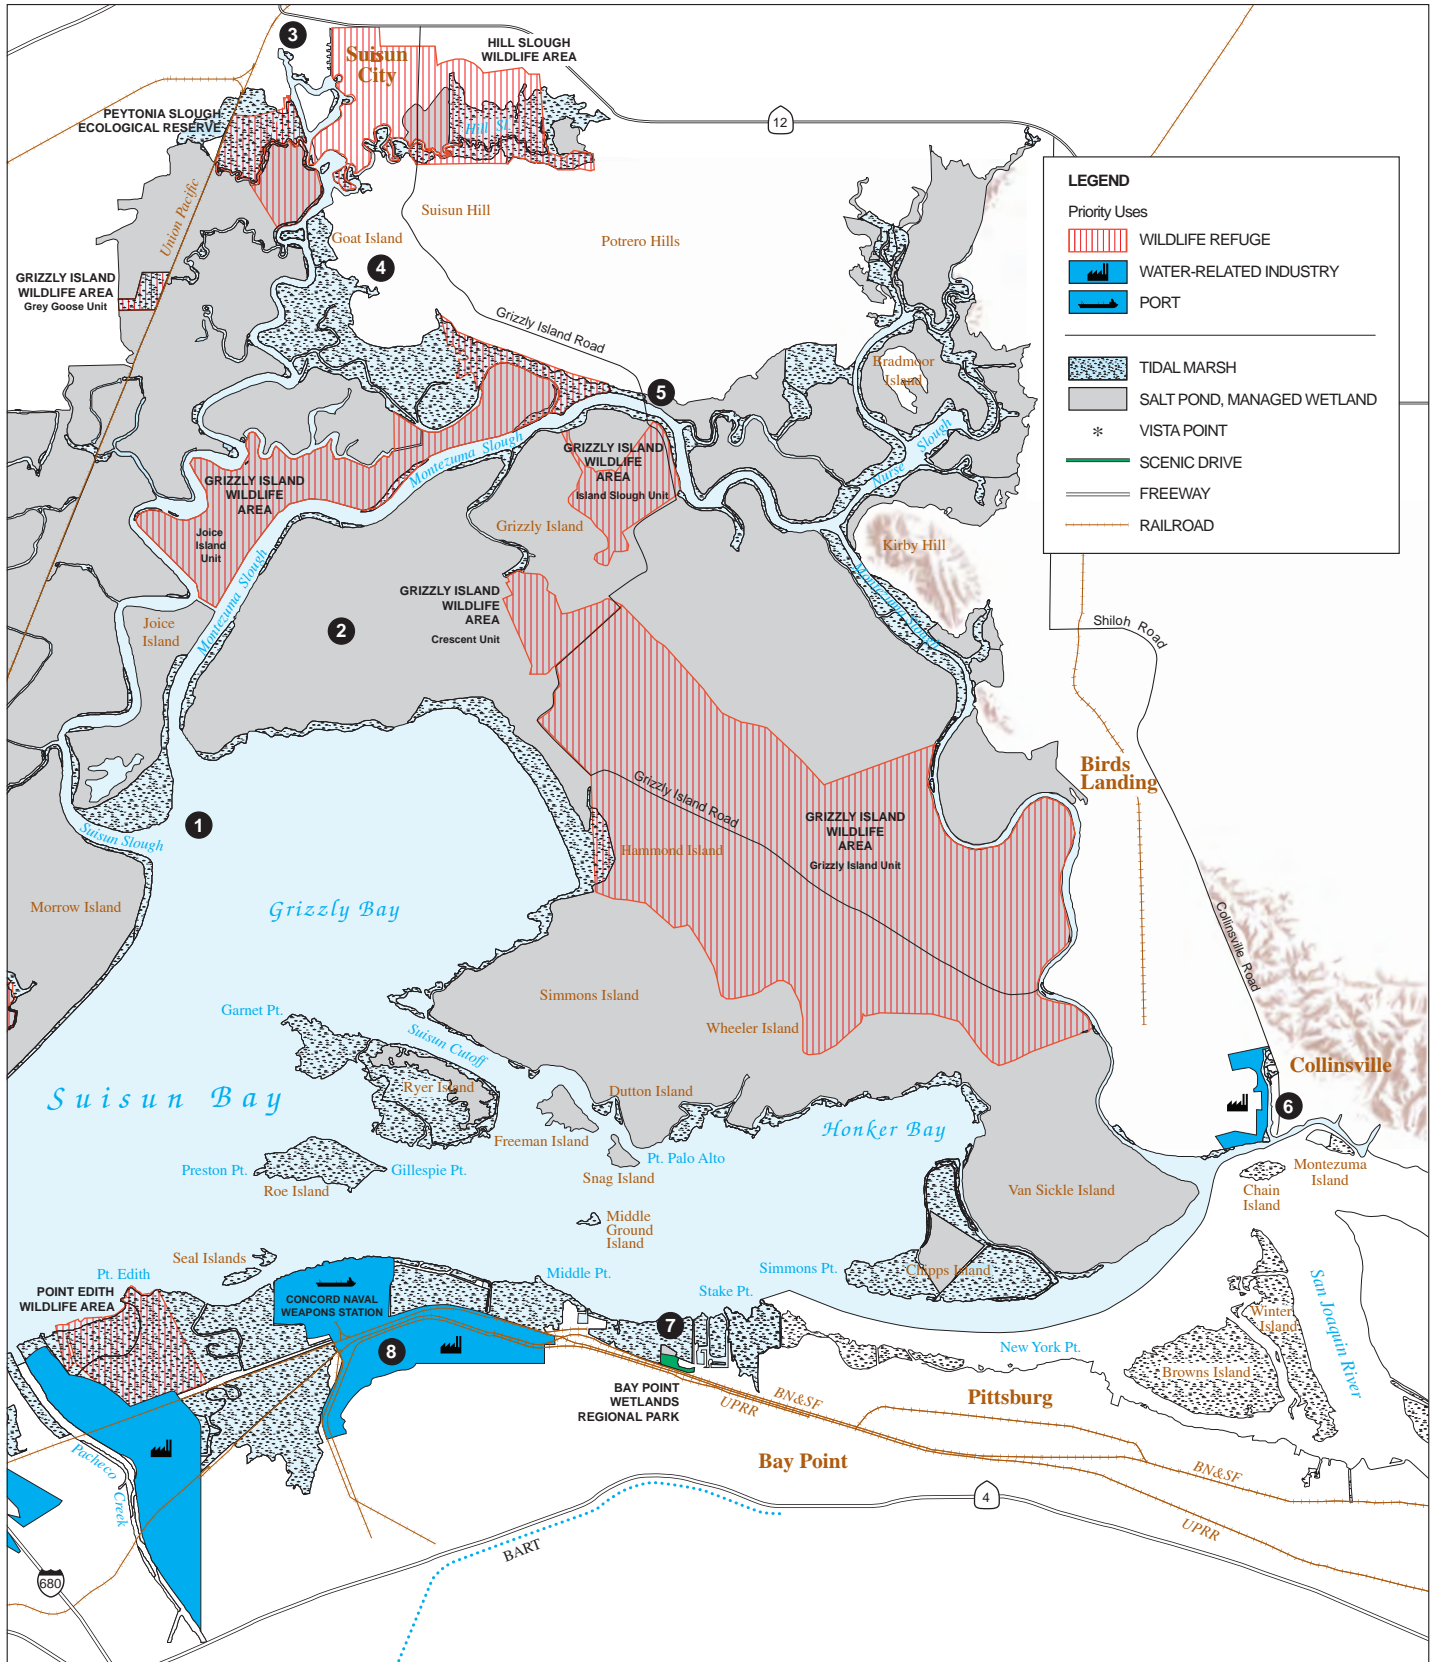 3
Suisun
City
HILL SLOUGH
WILDLIFE AREA
PEYTONIA SLOUGH
ECOLOGICAL RESERVE
Hill Sl.
12
Union Pacific
Suisun Hill
Goat Island
Potrero Hills
4
GRIZZLY ISLAND
WILDLIFE AREA
Grey Goose Unit
Grizzly Island Road
5
Bradmoor
Island
LEGEND
Priority Uses
WILDLIFE REFUGE
WATER-RELATED INDUSTRY
PORT
TIDAL MARSH
SALT POND, MANAGED WETLAND
* VISTA POINT
SCENIC DRIVE
FREEWAY
RAILROAD
Montezuma Slough
GRIZZLY ISLAND
WILDLIFE
AREA
Island Slough Unit
Nurse Slough
GRIZZLY ISLAND
WILDLIFE
AREA
Joice
Island
Unit
Grizzly Island
Kirby Hill
Montezuma Slough
Montezuma Slough
GRIZZLY ISLAND
WILDLIFE
AREA
Crescent Unit
Joice
Island
2
Shiloh Road
Birds
Landing
Grizzly Island Road
1
Suisun Slough
GRIZZLY ISLAND
WILDLIFE
AREA
Grizzly Island Unit
Hammond Island
Morrow Island
Grizzly Bay
Collinsville Road
Simmons Island
Garnet Pt.
Wheeler Island
Suisun Cutoff
Collinsville
6
Suisun Bay
Ryer Island
Dutton Island
Honker Bay
Freeman Island
Pt. Palo Alto
Preston Pt.
Gillespie Pt.
Roe Island
Snag Island
Van Sickle Island
Montezuma
Island
Chain
Island
Middle
Ground
Island
Seal Islands
Pt. Edith
Middle Pt.
Simmons Pt.
Chipps Island
Stake Pt.
POINT EDITH
WILDLIFE AREA
CONCORD NAVAL
WEAPONS STATION
Winter
Island
San Joaquin River
7
8
New York Pt.
Browns Island
BAY POINT
WETLANDS
REGIONAL PARK
BN&SF
UPRR
Pittsburg
Bay Point
Pacheco
Creek
BN&SF
4
UPRR
BART
680